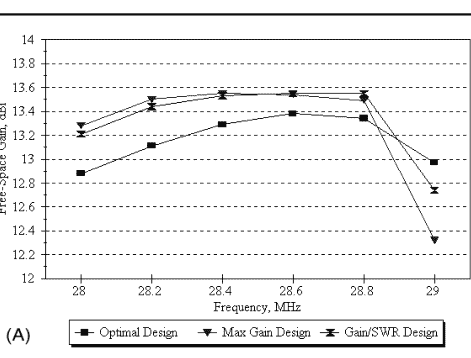 14
13.8
13.6
13.4
13.2
13
12.8
12.6
12.4
12.2
12
Free-Space Gain, dBi
28 28.2 28.4 28.6 28.8 29
Frequency, MHz
(A)
Optimal Design Max Gain Design Gain/SWR Design